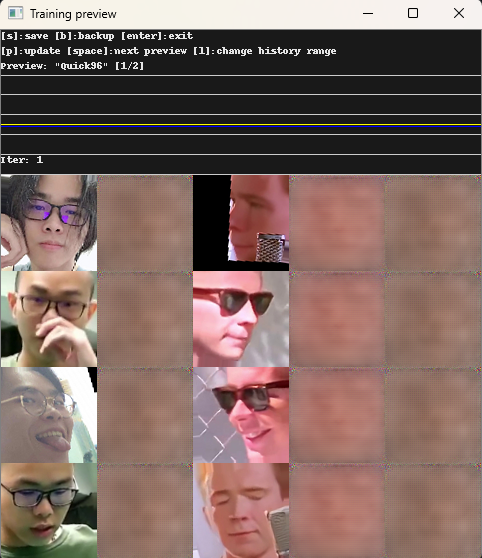 Training preview
[s]:save [b]:backup [enter]:exit
[p]:update [space]:next preview [l]:change history range
Preview: "Quick96" [1/2]
Iter: 1